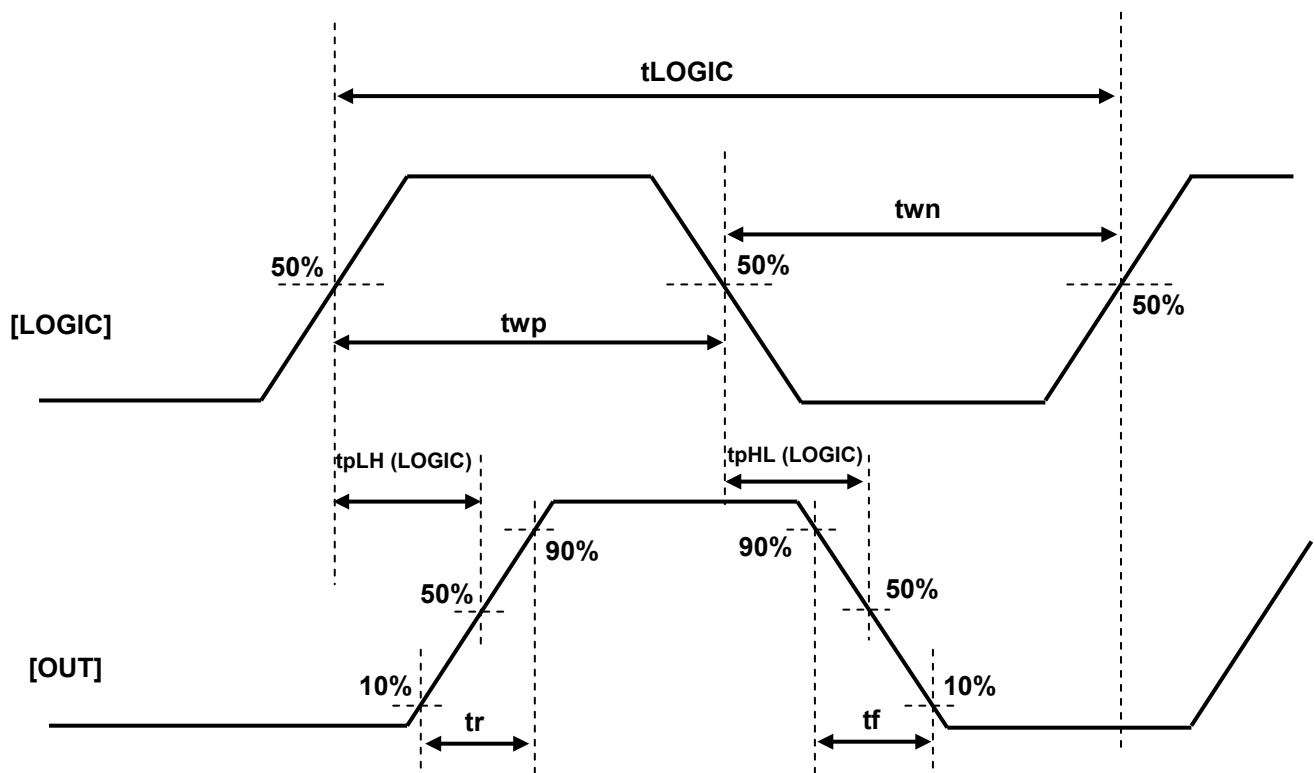 tLOGIC
twn
50%
50%
50%
[LOGIC]
twp
tpLH (LOGIC)
tpHL (LOGIC)
90%
90%
50%
50%
[OUT]
10%
10%
tr
tf